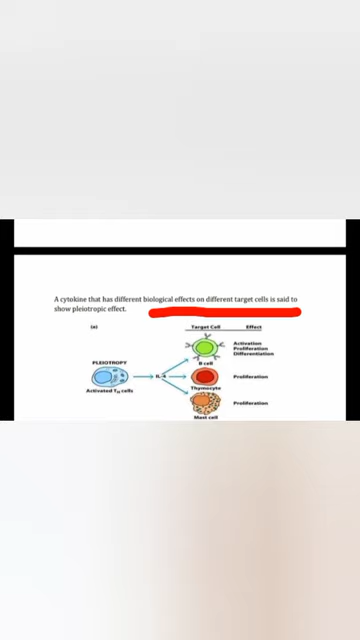 A cytokine that has different biological effects on different target cells is said to
show pleiotropic effect.
(a)
Target Cell Effect
Activation
Proliferation
Differentiation
B cell
PLEIOTROPY
Activated TH cells
IL-4
Proliferation
Thymocyte
Proliferation
Mast cell